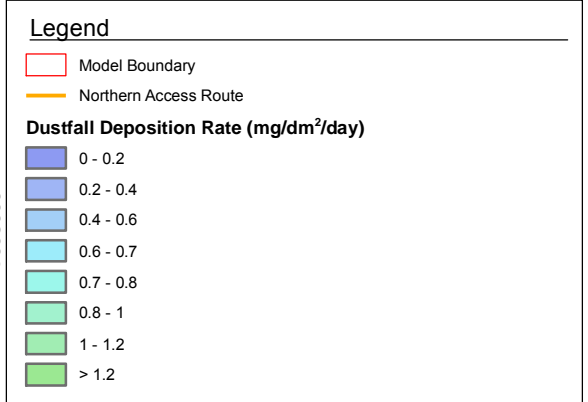 Legend
Model Boundary
Northern Access Route
Dustfall Deposition Rate (mg/dm²/day)
0 - 0.2
0.2 - 0.4
0.4 - 0.6
0.6 - 0.7
0.7 - 0.8
0.8 - 1
1 - 1.2
> 1.2